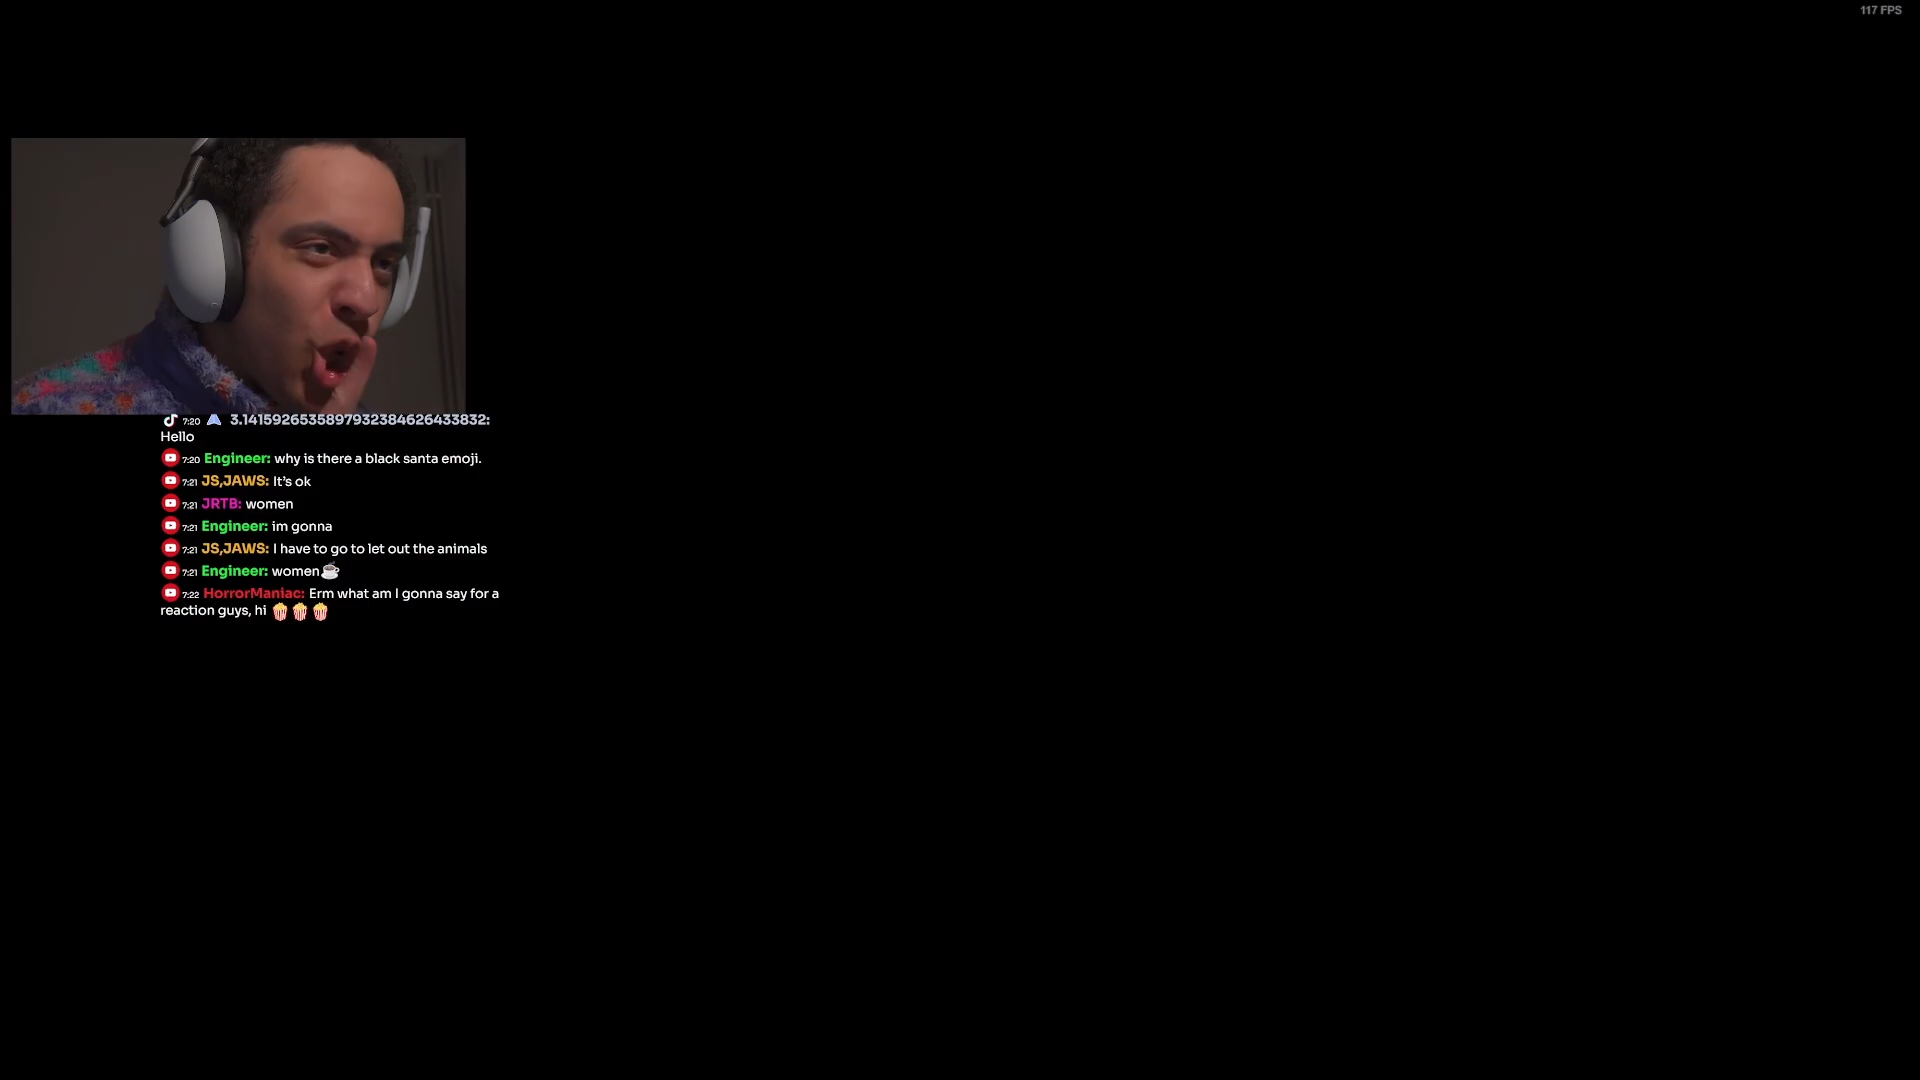 117 FPS
7:20 3.1415926535897932384626433832:
Hello
7:20 Engineer: why is there a black santa emoji.
7:21 JS,JAWS: It's ok
7:21 JRTB: women
7:21 Engineer: im gonna
7:21 JS,JAWS: I have to go to let out the animals
7:21 Engineer: women☕
7:22 HorrorManiac: Erm what am I gonna say for a
reaction guys, hi 🍿 🍿 🍿